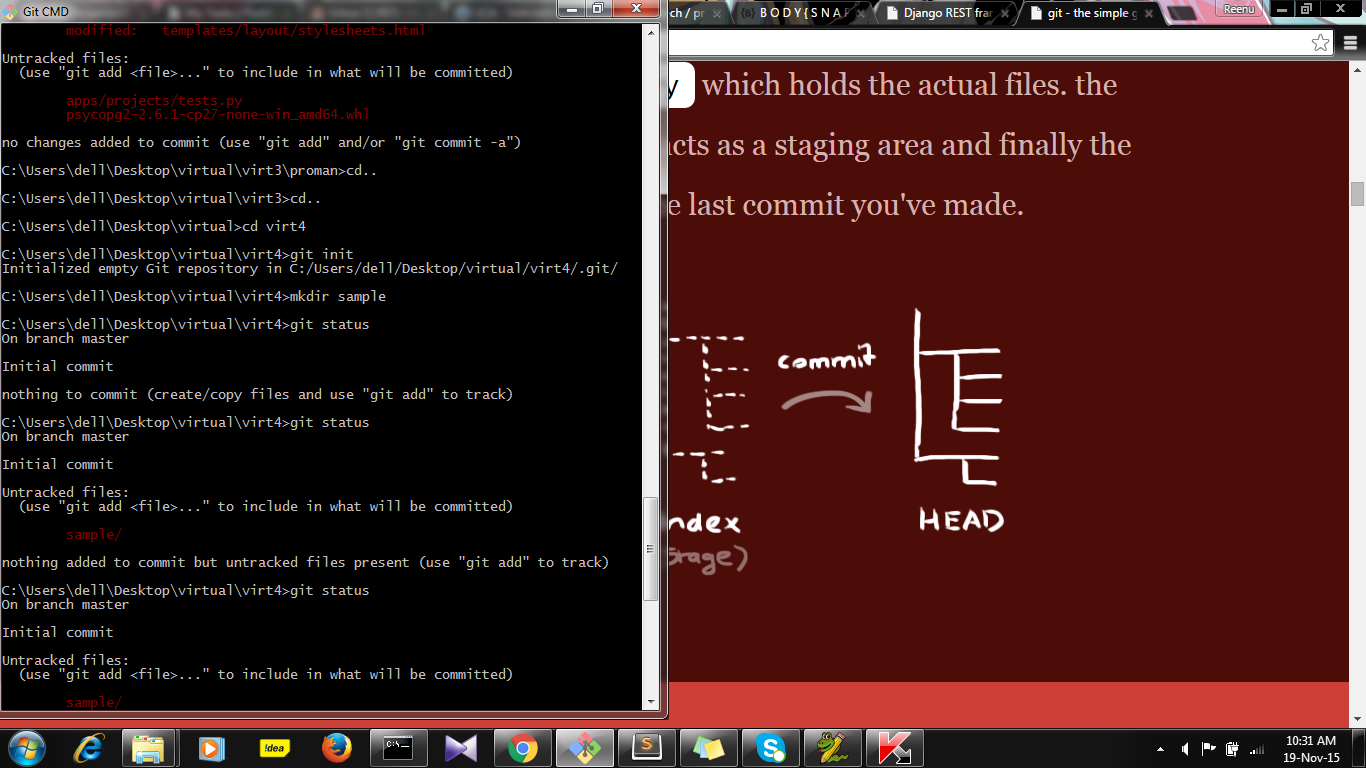 Git CMD
modified:   templates/layout/stylesheets.html
Untracked files:
(use "git add <file>..." to include in what will be committed)
apps/projects/tests.py
psycopg2-2.6.1-cp27-none-win_amd64.whl
no changes added to commit (use "git add" and/or "git commit -a")
C:\Users\dell\Desktop\virtual\virt3\proman>cd..
C:\Users\dell\Desktop\virtual\virt3>cd..
C:\Users\dell\Desktop\virtual>cd virt4
C:\Users\dell\Desktop\virtual\virt4>git init
Initialized empty Git repository in C:/Users/dell/Desktop/virtual/virt4/.git/
C:\Users\dell\Desktop\virtual\virt4>mkdir sample
C:\Users\dell\Desktop\virtual\virt4>git status
On branch master
Initial commit
nothing to commit (create/copy files and use "git add" to track)
C:\Users\dell\Desktop\virtual\virt4>git status
On branch master
Initial commit
Untracked files:
(use "git add <file>..." to include in what will be committed)
sample/
nothing added to commit but untracked files present (use "git add" to track)
C:\Users\dell\Desktop\virtual\virt4>git status
On branch master
Initial commit
Untracked files:
(use "git add <file>..." to include in what will be committed)
sample/
ch / pr
{B} B O D Y { S N A P
Django REST fram
git - the simple g
Reenu
y which holds the actual files. the
acts as a staging area and finally the
e last commit you've made.
commit
ndex
(Stage)
HEAD
!dea
C:\_
S
10:31 AM
19-Nov-15